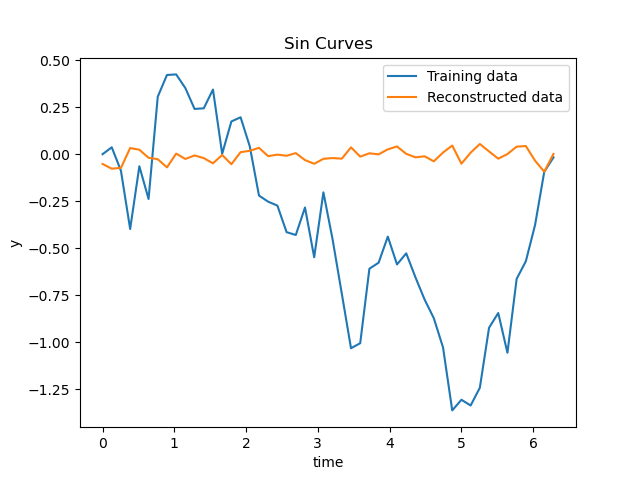 Sin Curves
Training data
Reconstructed data
0.50
0.25
0.00
−0.25
−0.50
−0.75
−1.00
−1.25
y
0 1 2 3 4 5 6
time